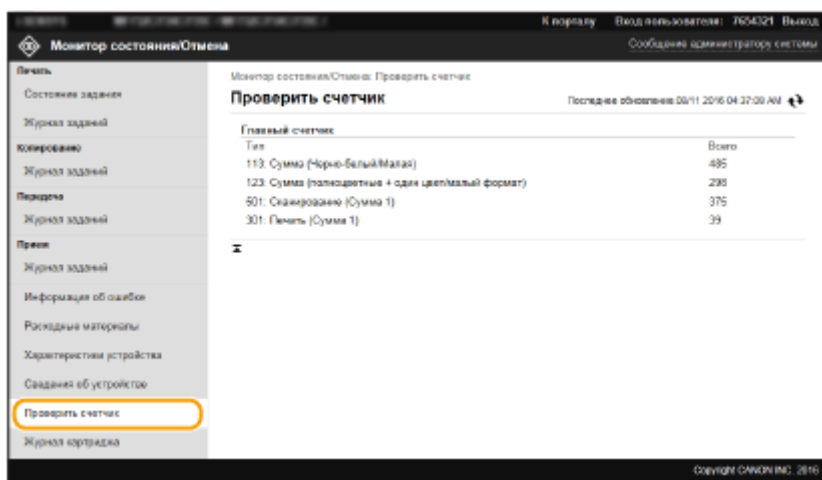 К порталу Вход пользователя: 7654321 Выход
Монитор состояния/Отмена
Сообщение администратору системы
Печать
Состояние задания
Журнал заданий
Копирование
Журнал заданий
Передача
Журнал заданий
Прием
Журнал заданий
Информация об ошибке
Расходные материалы
Характеристики устройства
Сведения об устройстве
Проверить счетчик
Журнал картриджа
Монитор состояния/Отмена: Проверить счетчик
Проверить счетчик
Последнее обновление 08/11 2016 04:37:08 AM
Главный счетчик
Тип Всего
113: Сумма (Черно-белый/Малая) 485
123: Сумма (полноцветные + один цвет/малый формат) 298
501: Сканирование (Сумма 1) 375
301: Печать (Сумма 1) 39
Copyright CANON INC. 2016